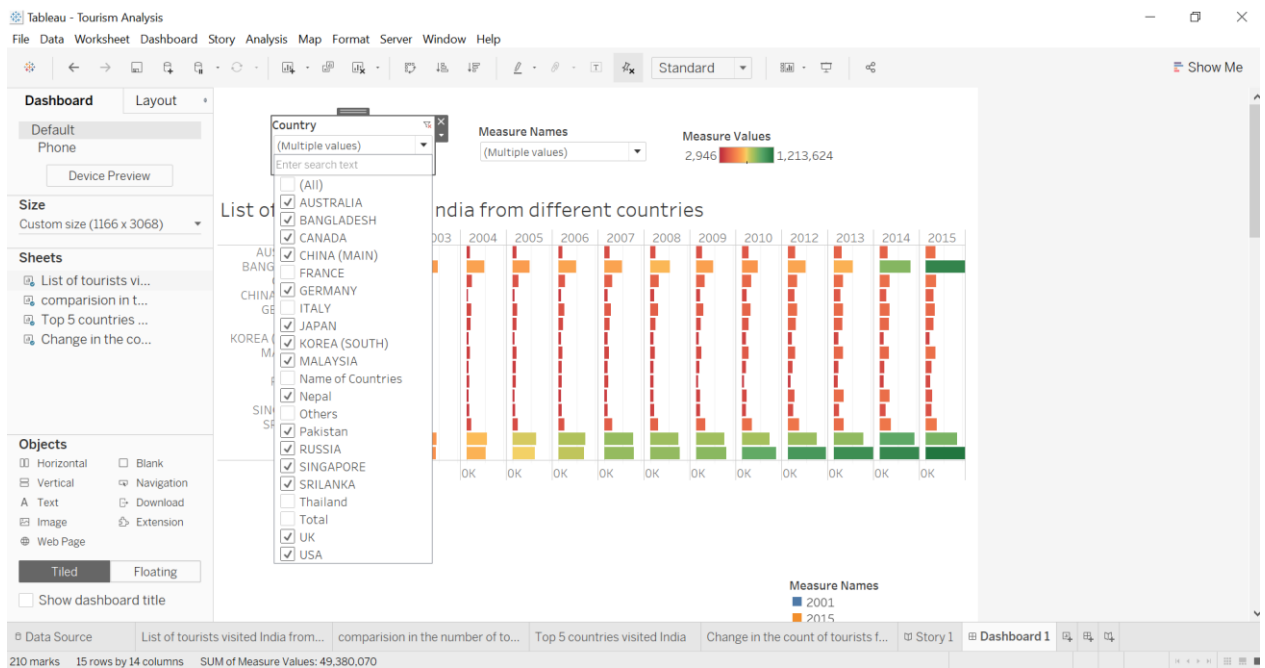 Tableau - Tourism Analysis
File Data Worksheet Dashboard Story Analysis Map Format Server Window Help
Standard
Show Me
Dashboard Layout
Default
Phone
Device Preview
Size
Custom size (1166 x 3068)
Sheets
List of tourists vi...
comparision in t...
Top 5 countries ...
Change in the co...
Objects
Horizontal Blank
Vertical Navigation
A Text Download
Image Extension
Web Page
Tiled Floating
Show dashboard title
Country
(Multiple values)
Enter search text
(All)
AUSTRALIA
BANGLADESH
CANADA
CHINA (MAIN)
FRANCE
GERMANY
ITALY
JAPAN
KOREA (SOUTH)
MALAYSIA
Name of Countries
Nepal
Others
Pakistan
RUSSIA
SINGAPORE
SRILANKA
Thailand
Total
UK
USA
Measure Names
(Multiple values)
Measure Values
2,946 1,213,624
List of ndia from different countries
03 2004 2005 2006 2007 2008 2009 2010 2012 2013 2014 2015
AU
BANG
CHINA
GE
KOREA (
M
SIN
0K 0K 0K 0K 0K 0K 0K 0K 0K 0K 0K
Measure Names
2001
2015
Data Source List of tourists visited India from... comparision in the number of to... Top 5 countries visited India Change in the count of tourists f... Story 1 Dashboard 1
210 marks 15 rows by 14 columns SUM of Measure Values: 49,380,070